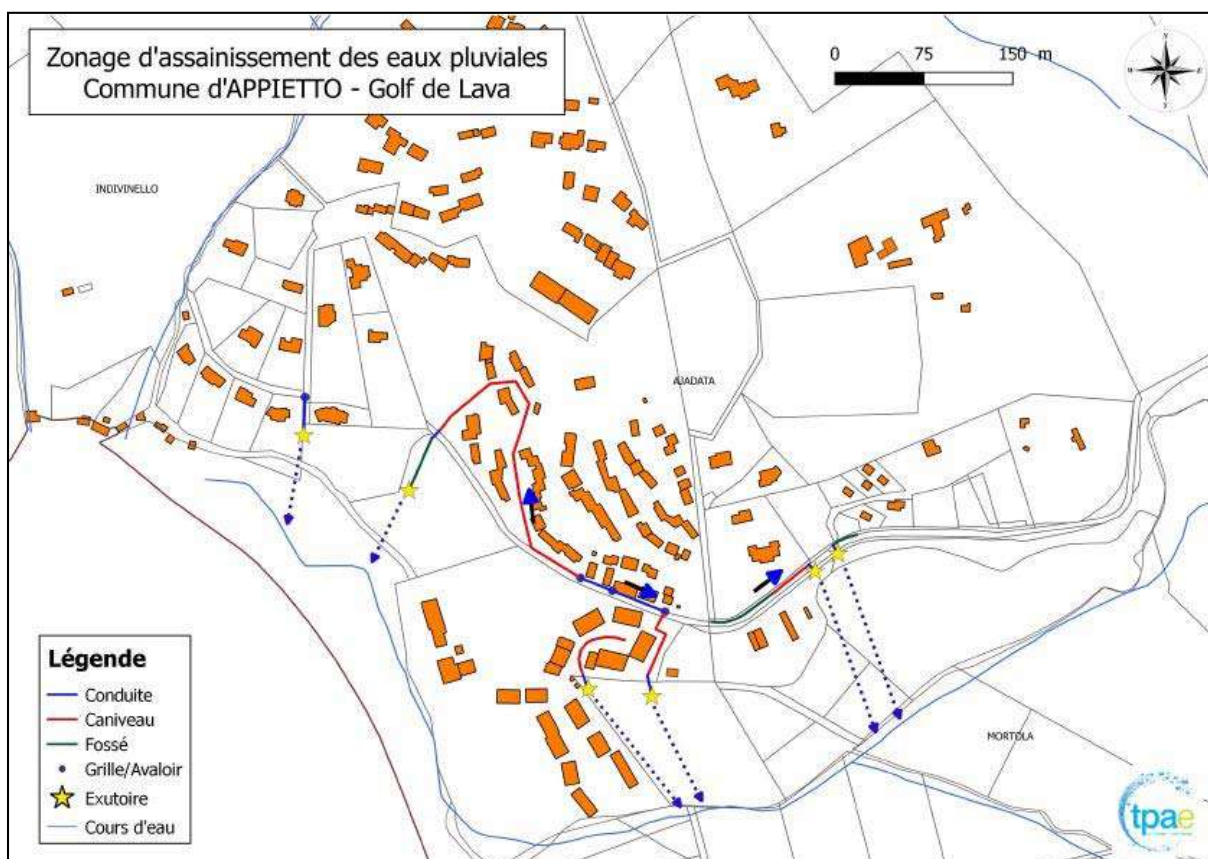 Zonage d'assainissement des eaux pluviales
Commune d'APPIETTO - Golf de Lava
0 75 150 m
N
INDIVINELLO
AJADATA
MORTOLA
Légende
Conduite
Caniveau
Fossé
Grille/Avaloir
Exutoire
Cours d'eau
tpae